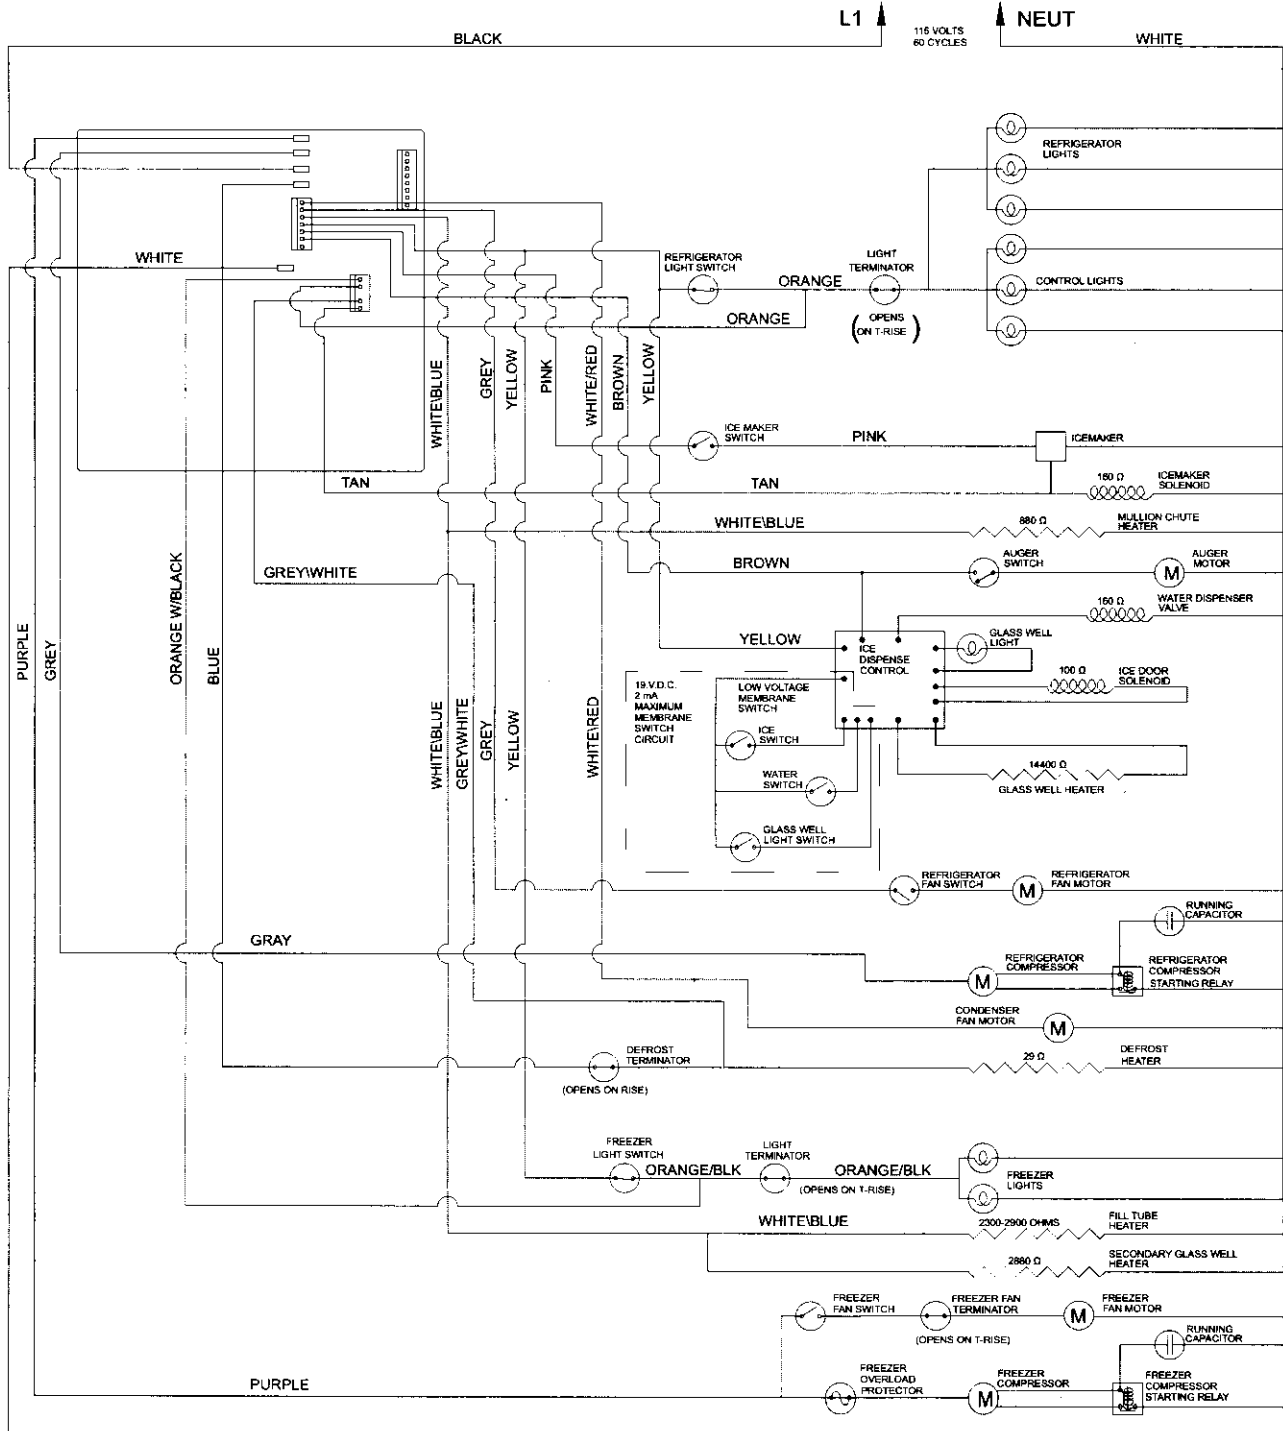 L1
NEUT
115 VOLTS
60 CYCLES
BLACK
WHITE
REFRIGERATOR
LIGHTS
WHITE
REFRIGERATOR
LIGHT SWITCH
LIGHT
TERMINATOR
ORANGE
CONTROL LIGHTS
ORANGE
( OPENS
ON T-RISE )
WHITE\BLUE
GREY
YELLOW
PINK
WHITE/RED
BROWN
YELLOW
ICE MAKER
SWITCH
PINK
ICEMAKER
TAN
TAN
160 Ω
ICEMAKER
SOLENOID
WHITE\BLUE
880 Ω
MULLION CHUTE
HEATER
BROWN
AUGER
SWITCH
M
AUGER
MOTOR
GREY\WHITE
160 Ω
WATER DISPENSER
VALVE
PURPLE
GREY
ORANGE W/BLACK
BLUE
YELLOW
ICE
DISPENSE
CONTROL
GLASS WELL
LIGHT
100 Ω
ICE DOOR
SOLENOID
19.V.D.C.
2 mA
MAXIMUM
MEMBRANE
SWITCH
CIRCUIT
LOW VOLTAGE
MEMBRANE
SWITCH
ICE
SWITCH
WATER
SWITCH
GLASS WELL
LIGHT SWITCH
14400 Ω
GLASS WELL HEATER
WHITE\BLUE
GREY\WHITE
GREY
YELLOW
WHITE\RED
REFRIGERATOR
FAN SWITCH
M
REFRIGERATOR
FAN MOTOR
RUNNING
CAPACITOR
GRAY
REFRIGERATOR
COMPRESSOR
M
REFRIGERATOR
COMPRESSOR
STARTING RELAY
CONDENSER
FAN MOTOR
M
DEFROST
TERMINATOR
(OPENS ON RISE)
29 Ω
DEFROST
HEATER
FREEZER
LIGHT SWITCH
ORANGE/BLK
LIGHT
TERMINATOR
(OPENS ON T-RISE)
ORANGE/BLK
FREEZER
LIGHTS
WHITE\BLUE
2300-2900 OHMS
FILL TUBE
HEATER
2880 Ω
SECONDARY GLASS WELL
HEATER
FREEZER
FAN SWITCH
FREEZER FAN
TERMINATOR
(OPENS ON T-RISE)
M
FREEZER
FAN MOTOR
RUNNING
CAPACITOR
PURPLE
FREEZER
OVERLOAD
PROTECTOR
M
FREEZER
COMPRESSOR
FREEZER
COMPRESSOR
STARTING RELAY